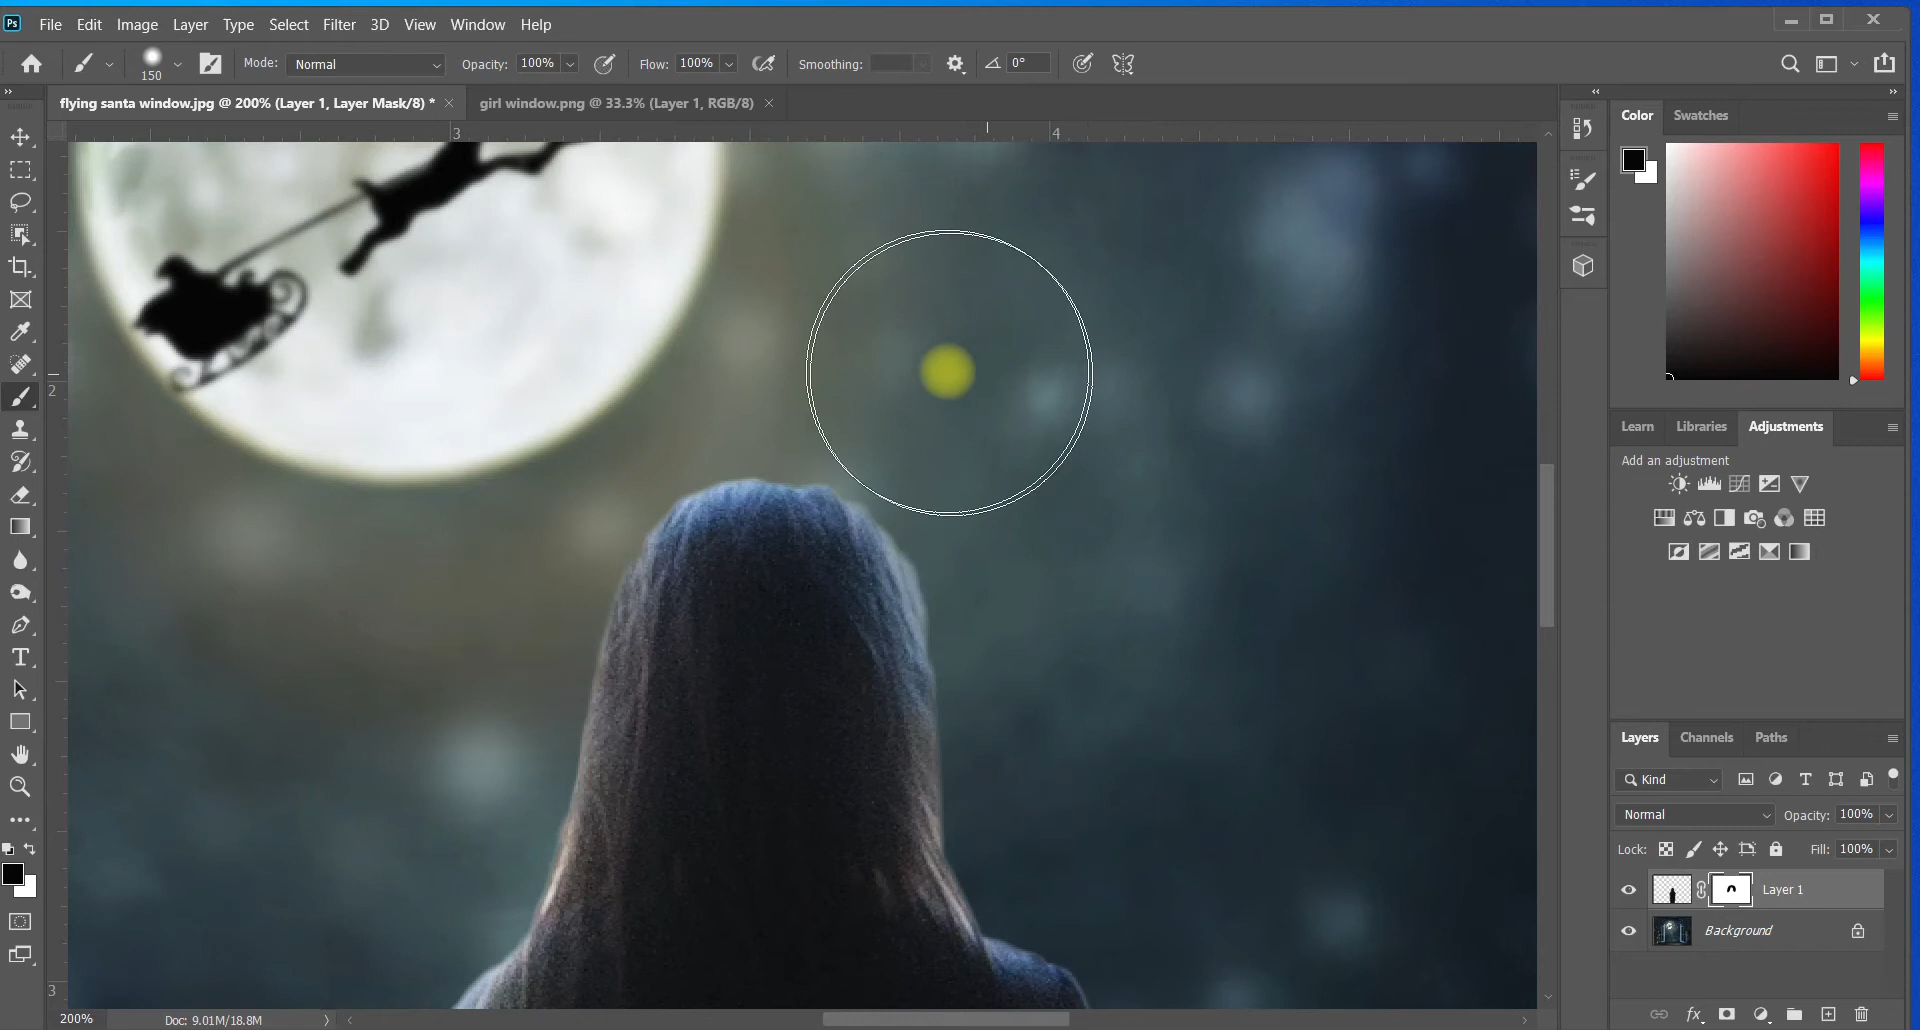 Ps File Edit Image Layer Type Select Filter 3D View Window Help
150 Mode: Normal Opacity: 100% Flow: 100% Smoothing: 0°
flying santa window.jpg @ 200% (Layer 1, Layer Mask/8) * girl window.png @ 33.3% (Layer 1, RGB/8)
3 4
2
3
Color Swatches
Learn Libraries Adjustments
Add an adjustment
Layers Channels Paths
Kind
Normal Opacity: 100%
Lock: Fill: 100%
Layer 1
Background
200% Doc: 9.01M/18.8M